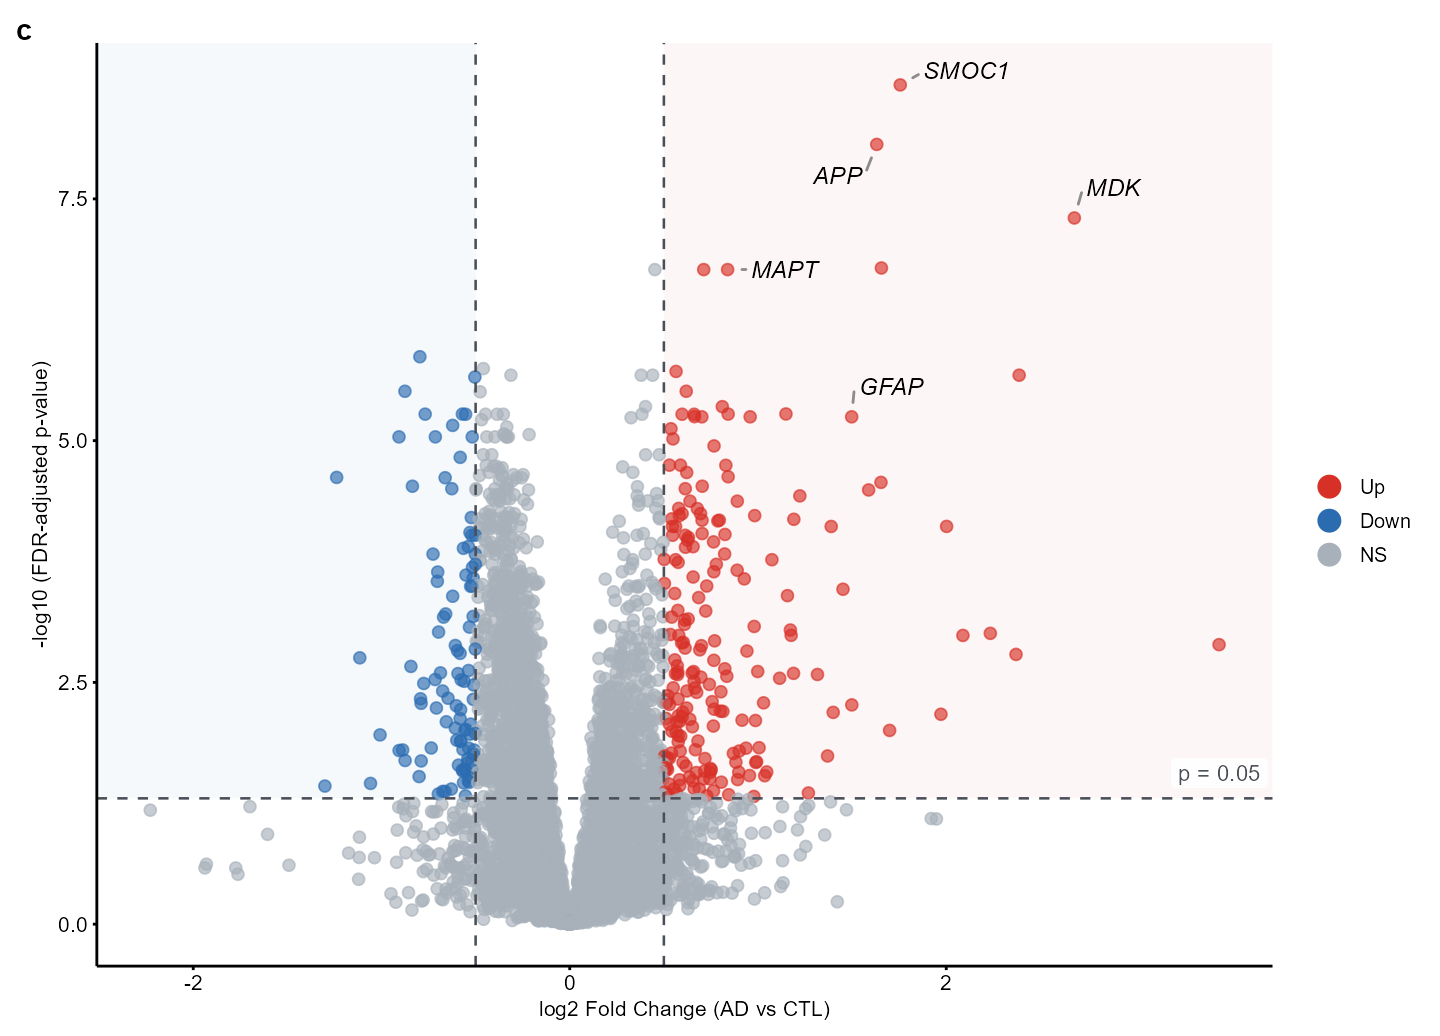 c
SMOC1
APP
MDK
MAPT
GFAP
p = 0.05
7.5
5.0
2.5
0.0
-2
0
2
-log10 (FDR-adjusted p-value)
log2 Fold Change (AD vs CTL)
Up
Down
NS